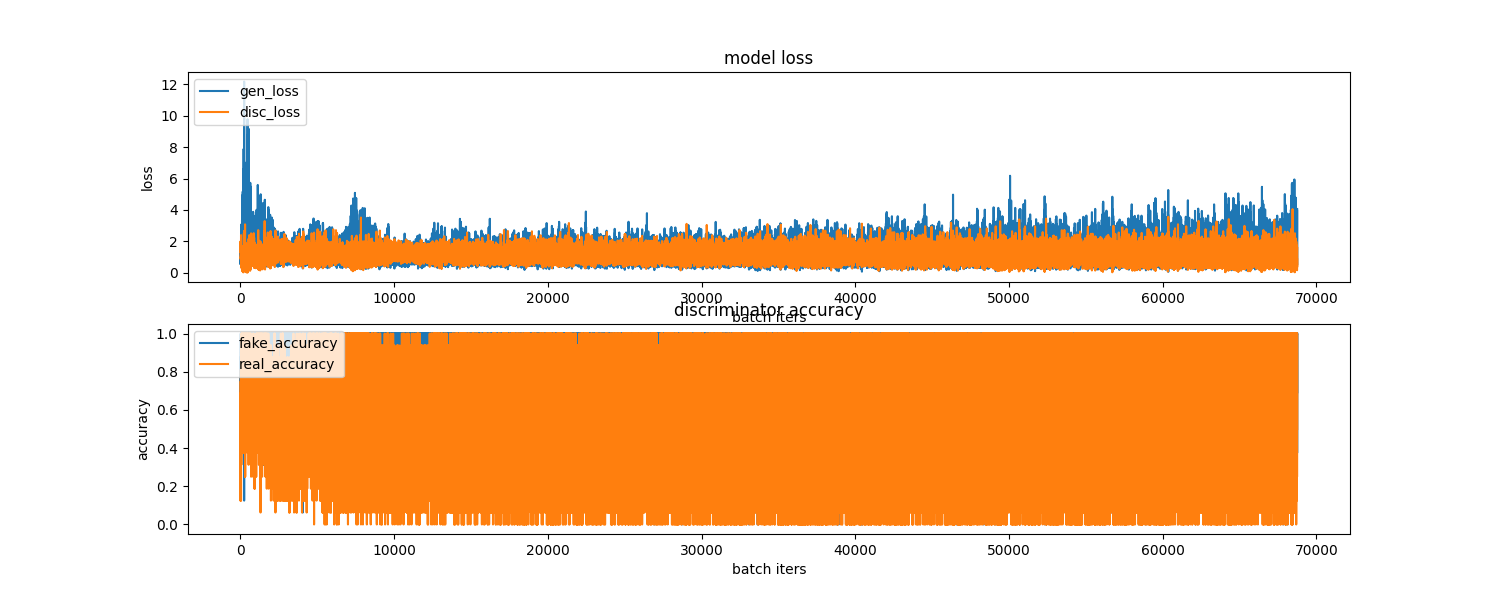 model loss
gen_loss
disc_loss
12
10
8
6
4
2
0
loss
0 10000 20000 30000 40000 50000 60000 70000
batch iters
discriminator accuracy
fake_accuracy
real_accuracy
1.0
0.8
0.6
0.4
0.2
0.0
accuracy
0 10000 20000 30000 40000 50000 60000 70000
batch iters